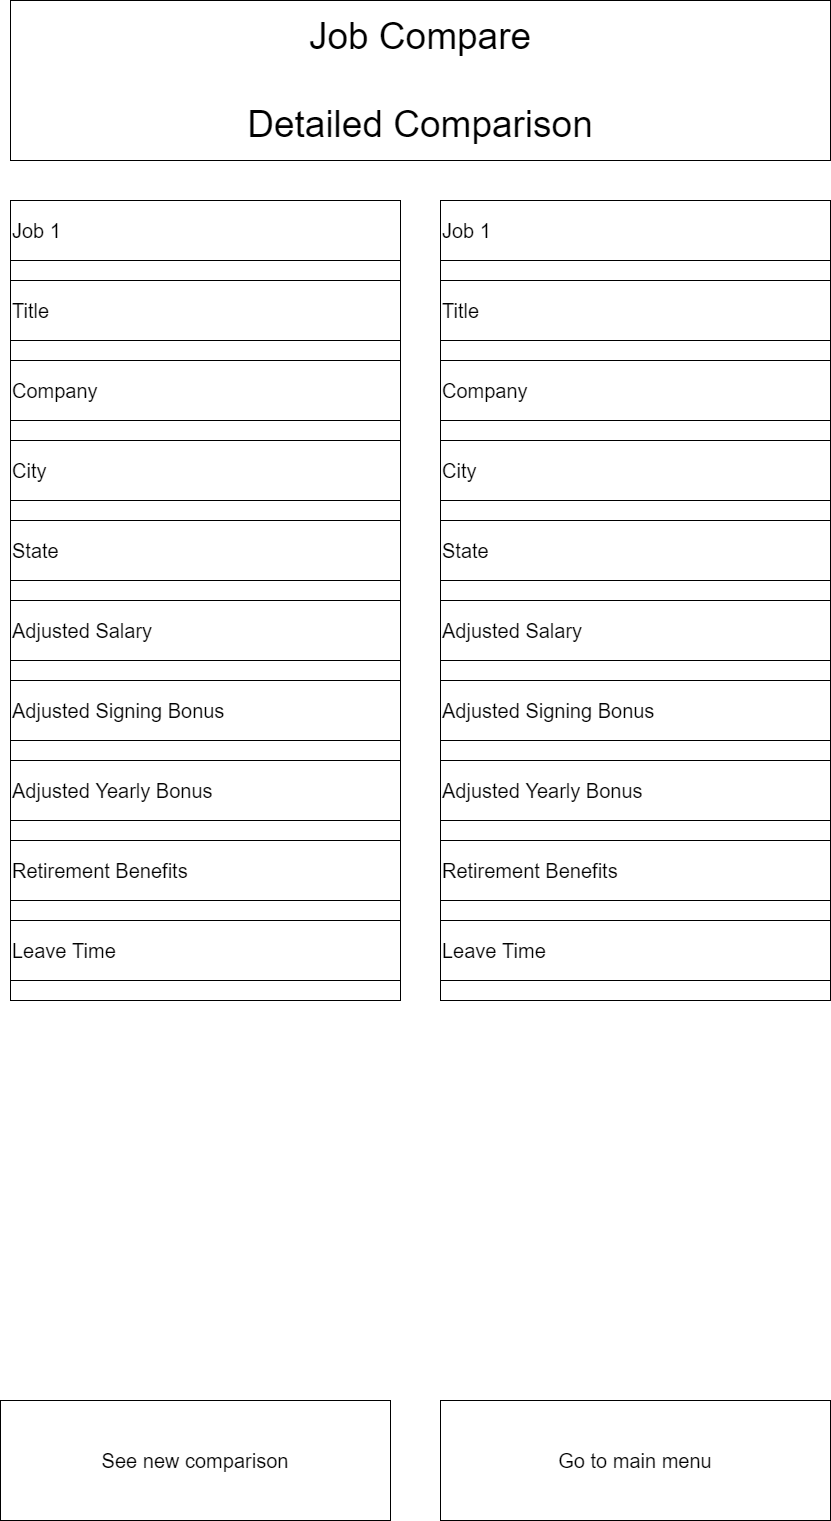 Job Compare
Detailed Comparison
Job 1
Title
Company
City
State
Adjusted Salary
Adjusted Signing Bonus
Adjusted Yearly Bonus
Retirement Benefits
Leave Time
Job 1
Title
Company
City
State
Adjusted Salary
Adjusted Signing Bonus
Adjusted Yearly Bonus
Retirement Benefits
Leave Time
See new comparison
Go to main menu